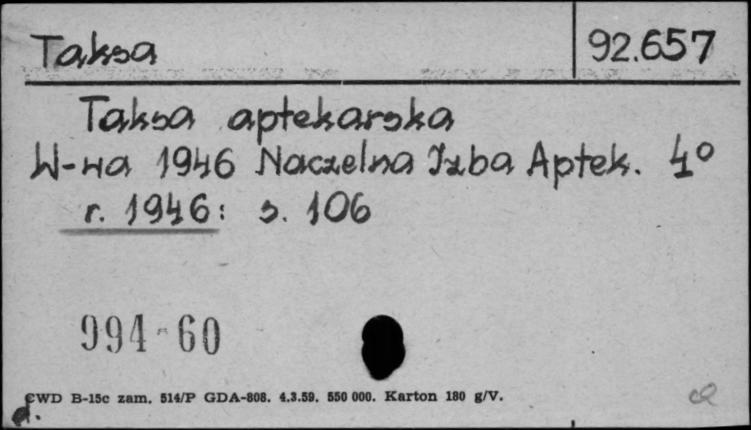 Taksa
92.657
Taksa aptekarska
W-wa 1946 Naczelna Izba Aptek. 4°
r. 1946: s. 106
994-60
CWD B-15c zam. 514/P GDA-808. 4.3.59. 550 000. Karton 180 g/V.
d.